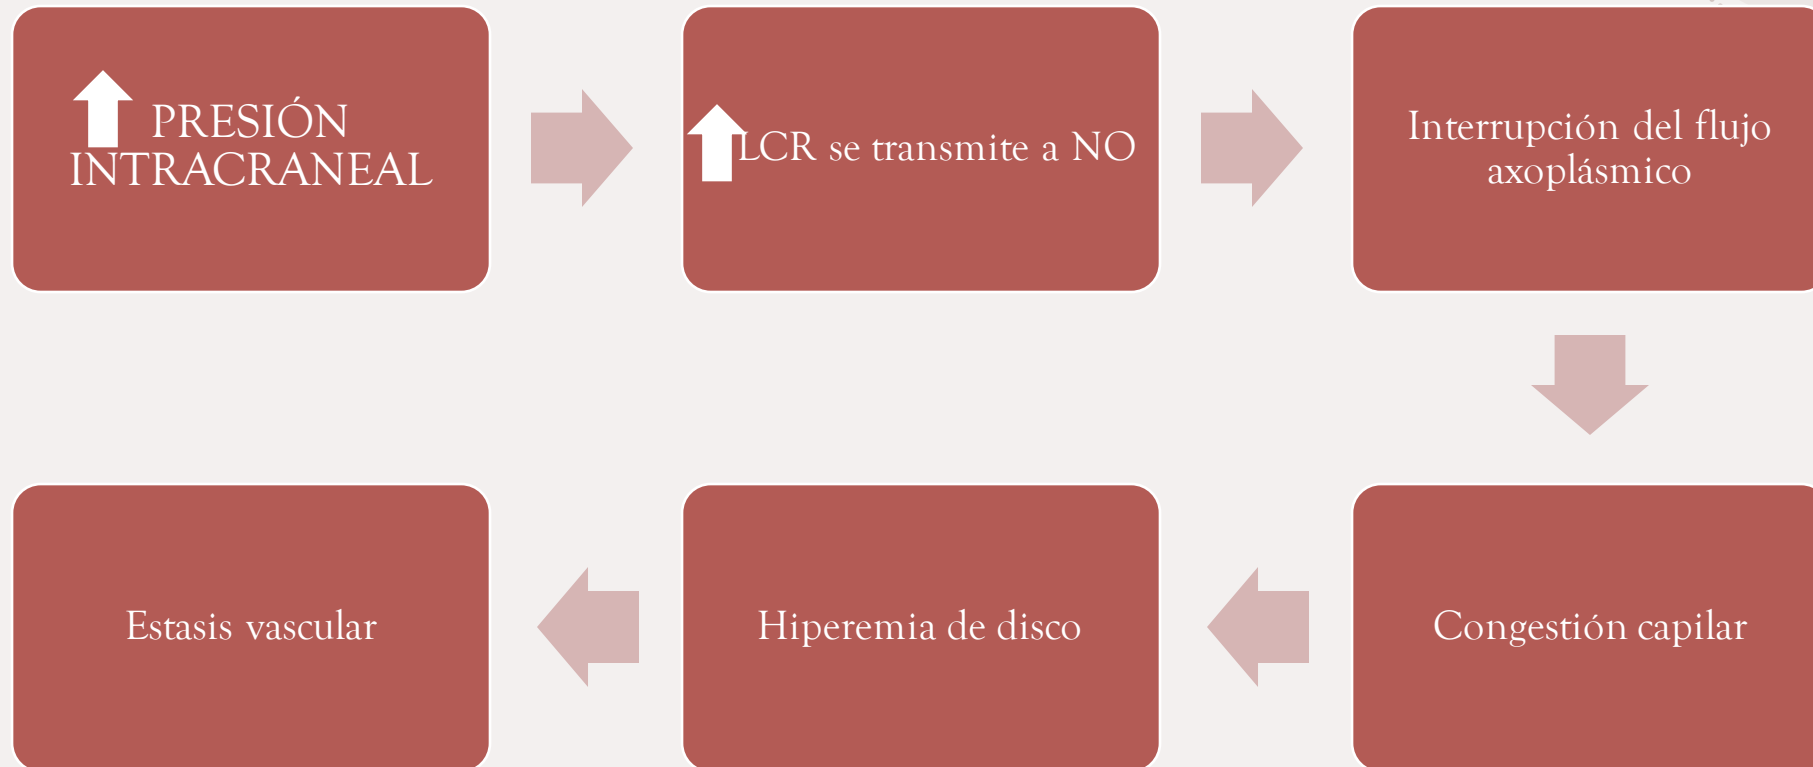 PRESIÓN
INTRACRANEAL
LCR se transmite a NO
Interrupción del flujo
axoplásmico
Estasis vascular
Hiperemia de disco
Congestión capilar